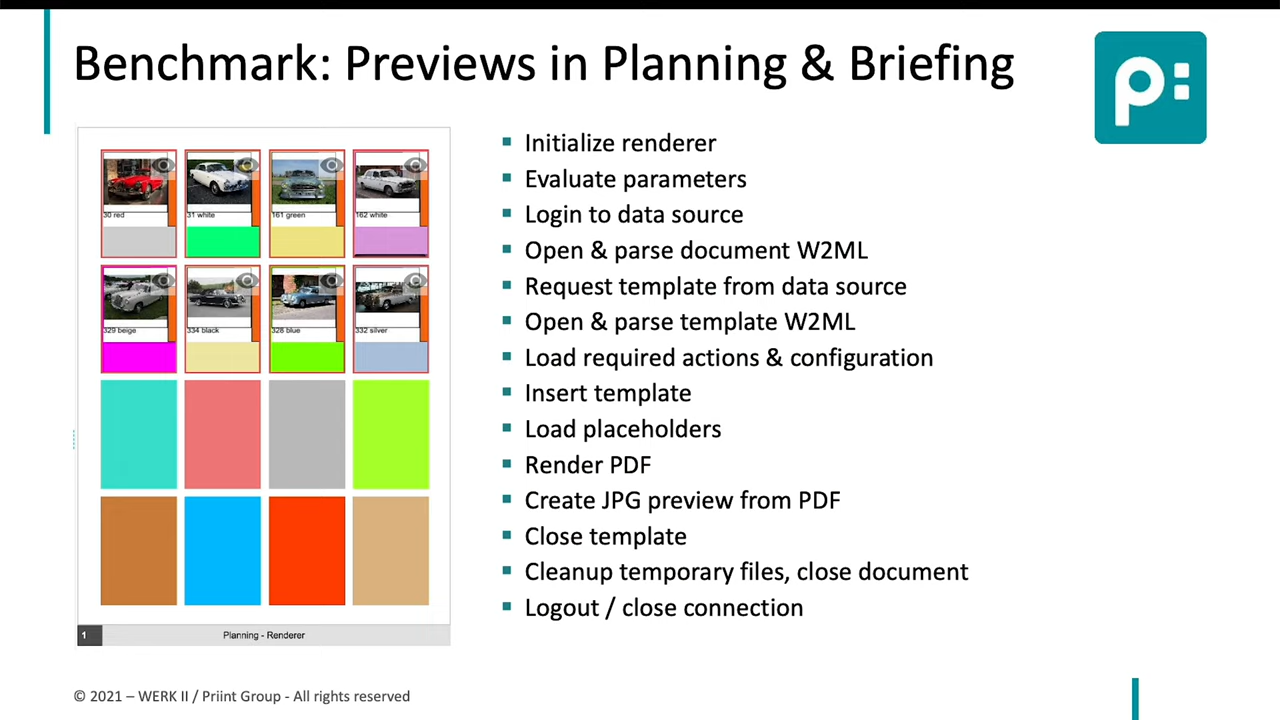 Benchmark: Previews in Planning & Briefing
p:
30 red
31 white
161 green
162 white
329 beige
334 black
328 blue
332 silver
1
Planning - Renderer
Initialize renderer
Evaluate parameters
Login to data source
Open & parse document W2ML
Request template from data source
Open & parse template W2ML
Load required actions & configuration
Insert template
Load placeholders
Render PDF
Create JPG preview from PDF
Close template
Cleanup temporary files, close document
Logout / close connection
© 2021 – WERK II / Priint Group - All rights reserved